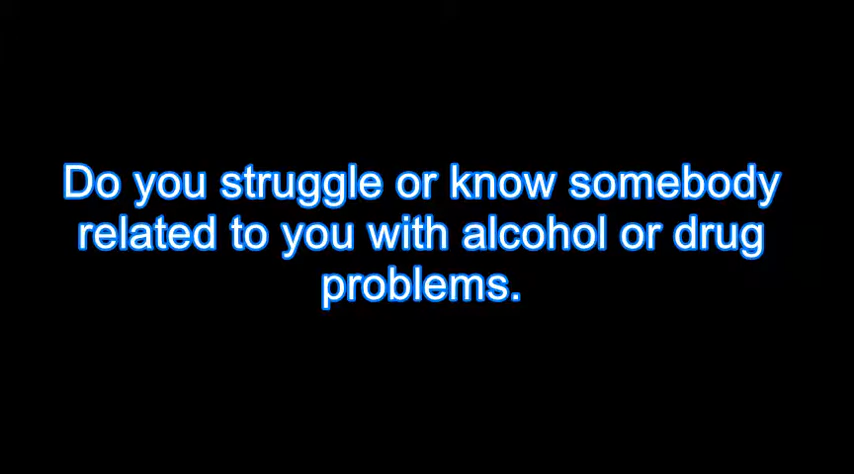 Do you struggle or know somebody
related to you with alcohol or drug
problems.